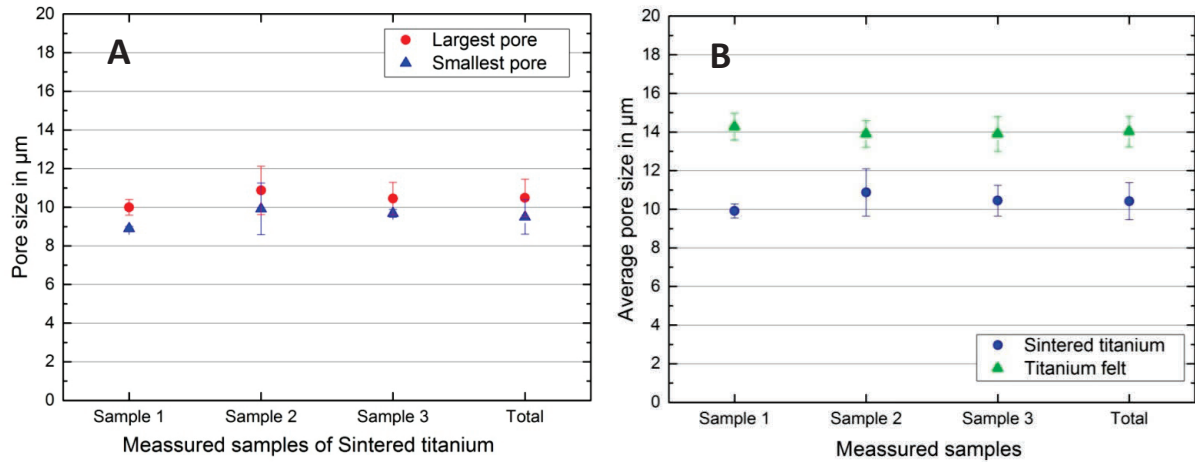 A
Largest pore
Smallest pore
Pore size in µm
20
18
16
14
12
10
8
6
4
2
0
Sample 1
Sample 2
Sample 3
Total
Meassured samples of Sintered titanium
B
Average pore size in µm
20
18
16
14
12
10
8
6
4
2
0
Sintered titanium
Titanium felt
Sample 1
Sample 2
Sample 3
Total
Meassured samples